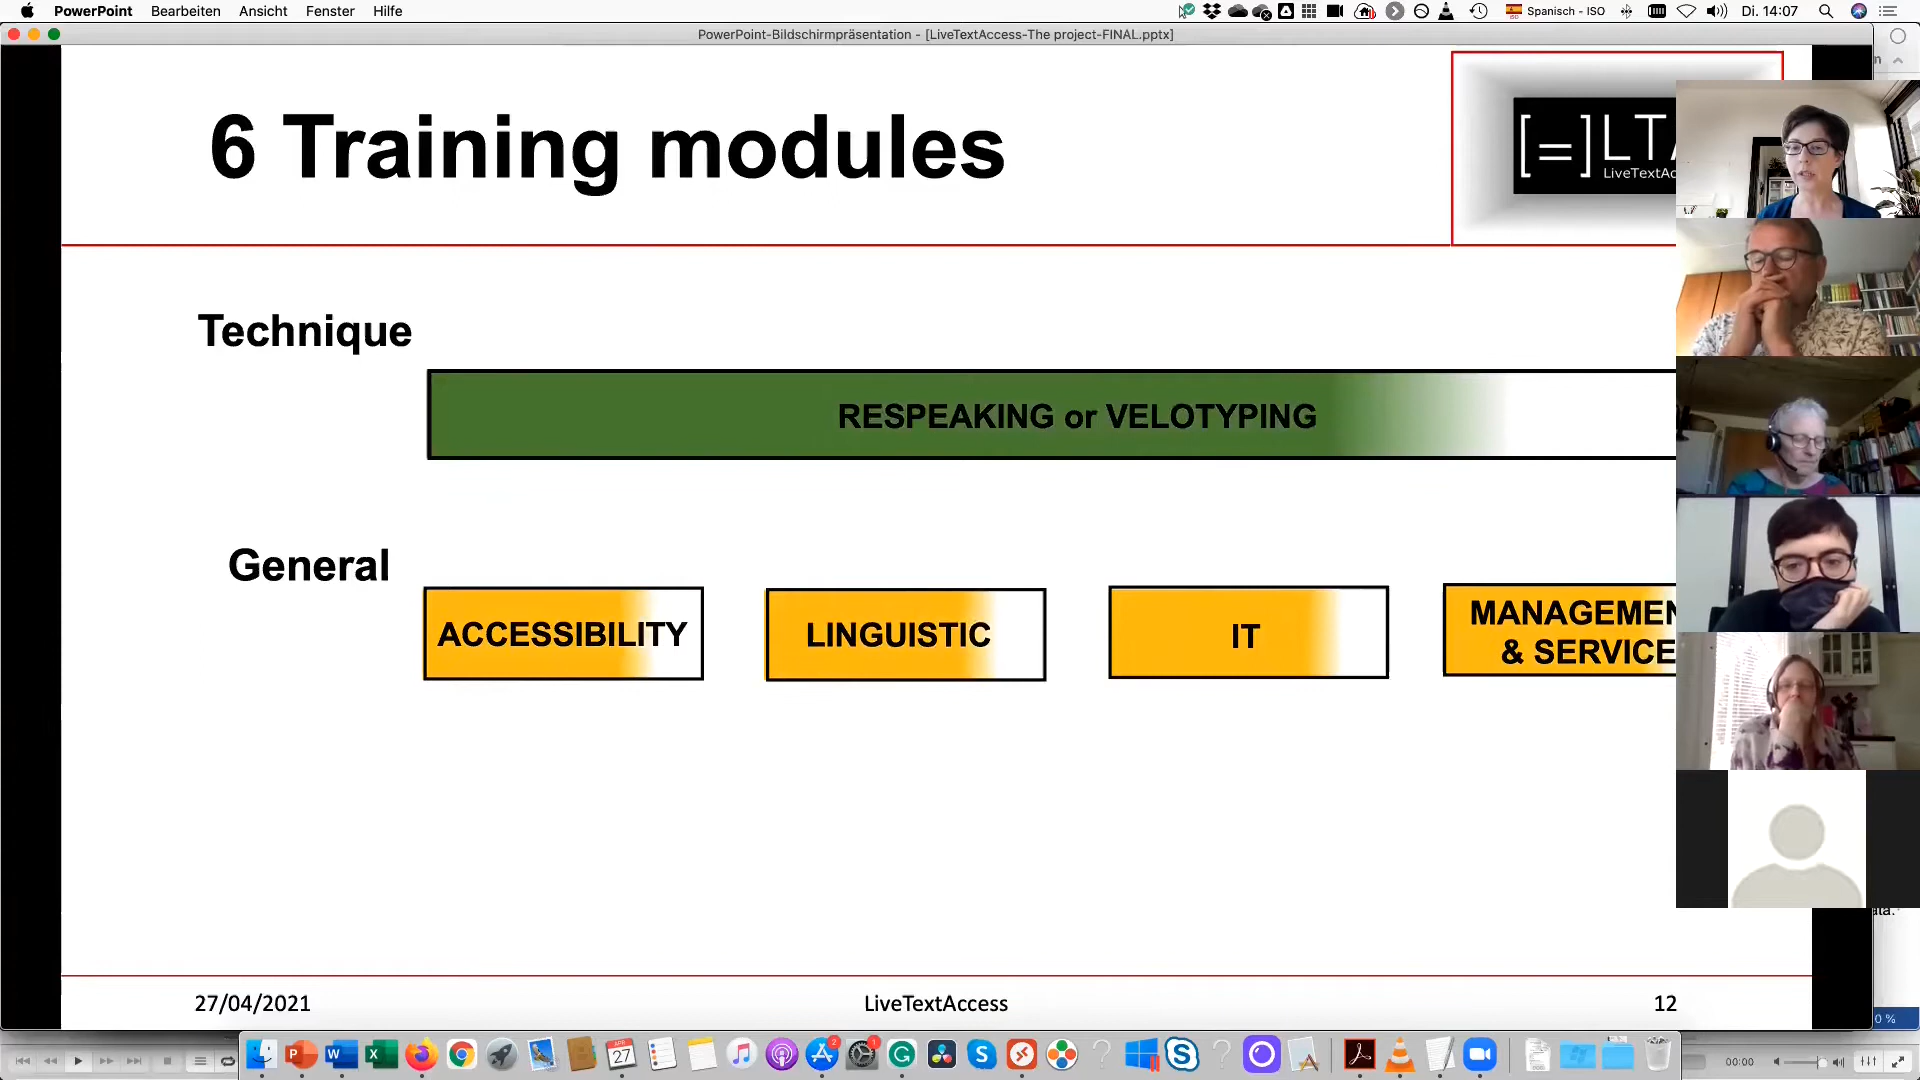 PowerPoint Bearbeiten Ansicht Fenster Hilfe Spanisch - ISO Di. 14:07
PowerPoint-Bildschirmpräsentation - [LiveTextAccess-The project-FINAL.pptx]
6 Training modules
[=] LT
LiveTextAc
Technique
RESPEAKING or VELOTYPING
General
ACCESSIBILITY
LINGUISTIC
IT
MANAGEMEN
& SERVICE
27/04/2021
LiveTextAccess
12
0 %
00:00